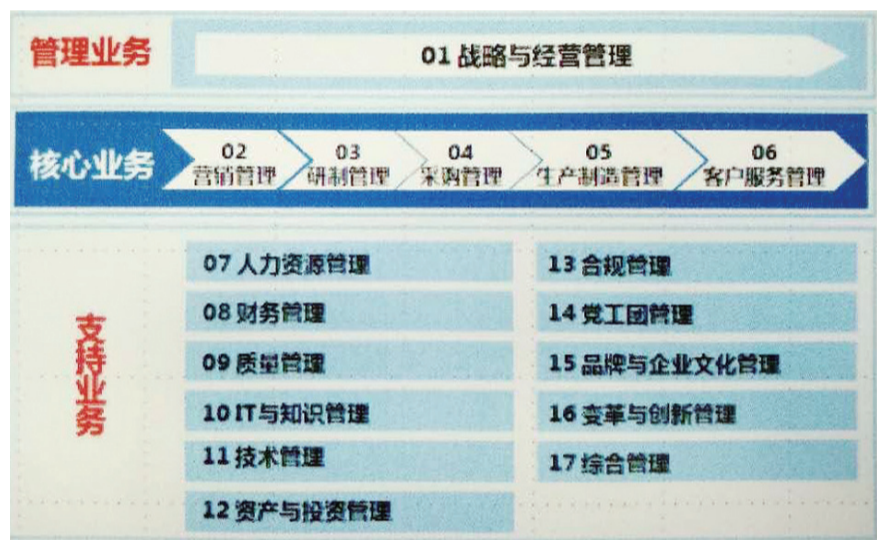 管理业务
01 战略与经营管理
核心业务
02
营销管理
03
研制管理
04
采购管理
05
生产制造管理
06
客户服务管理
支持业务
07 人力资源管理
08 财务管理
09 质量管理
10 IT与知识管理
11 技术管理
12 资产与投资管理
13 合规管理
14 党工团管理
15 品牌与企业文化管理
16 变革与创新管理
17 综合管理